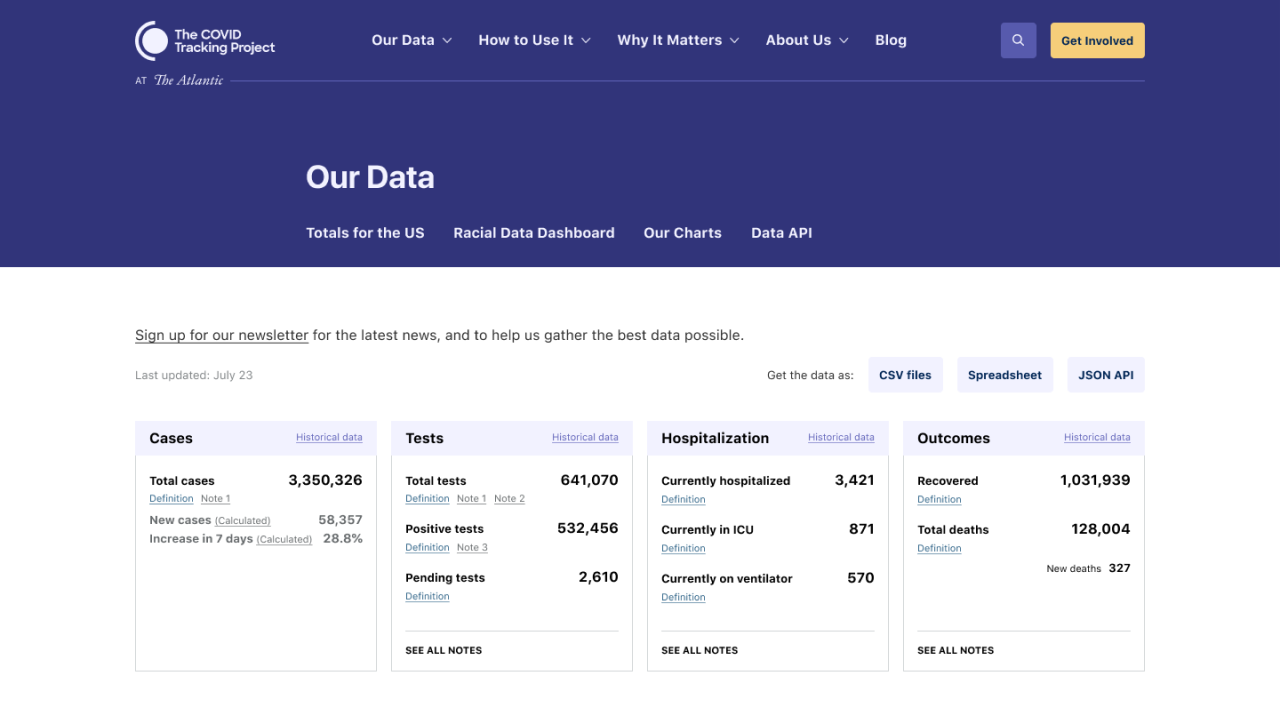 The COVID
Tracking Project
AT The Atlantic
Our Data
How to Use It
Why It Matters
About Us
Blog
Get Involved
Our Data
Totals for the US
Racial Data Dashboard
Our Charts
Data API
Sign up for our newsletter for the latest news, and to help us gather the best data possible.
Last updated: July 23
Get the data as:
CSV files
Spreadsheet
JSON API
Cases
Historical data
Total cases 3,350,326
Definition Note 1
New cases (Calculated) 58,357
Increase in 7 days (Calculated) 28.8%
Tests
Historical data
Total tests 641,070
Definition Note 1 Note 2
Positive tests 532,456
Definition Note 3
Pending tests 2,610
Definition
SEE ALL NOTES
Hospitalization
Historical data
Currently hospitalized 3,421
Definition
Currently in ICU 871
Definition
Currently on ventilator 570
Definition
SEE ALL NOTES
Outcomes
Historical data
Recovered 1,031,939
Definition
Total deaths 128,004
Definition
New deaths 327
SEE ALL NOTES